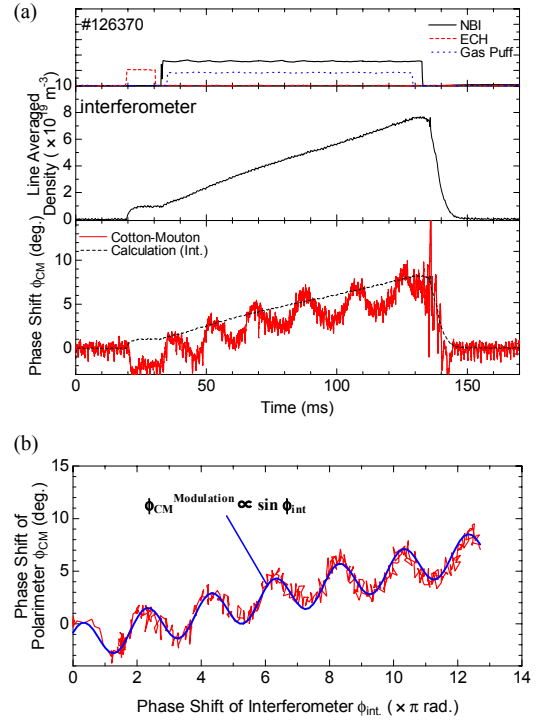 (a)
#126370
NBI
ECH
Gas Puff
10
interferometer
Line Averaged
Density (×10¹⁹ m⁻³)
8
6
4
2
0
Cotton-Mouton
Calculation (Int.)
Phase Shift ϕCM (deg.)
10
5
0
0
50
100
150
Time (ms)
(b)
Phase Shift of
Polarimeter ϕCM (deg.)
15
10
5
0
ϕCM^Modulation ∝ sin ϕint
0
2
4
6
8
10
12
14
Phase Shift of Interferometer ϕint. (×π rad.)